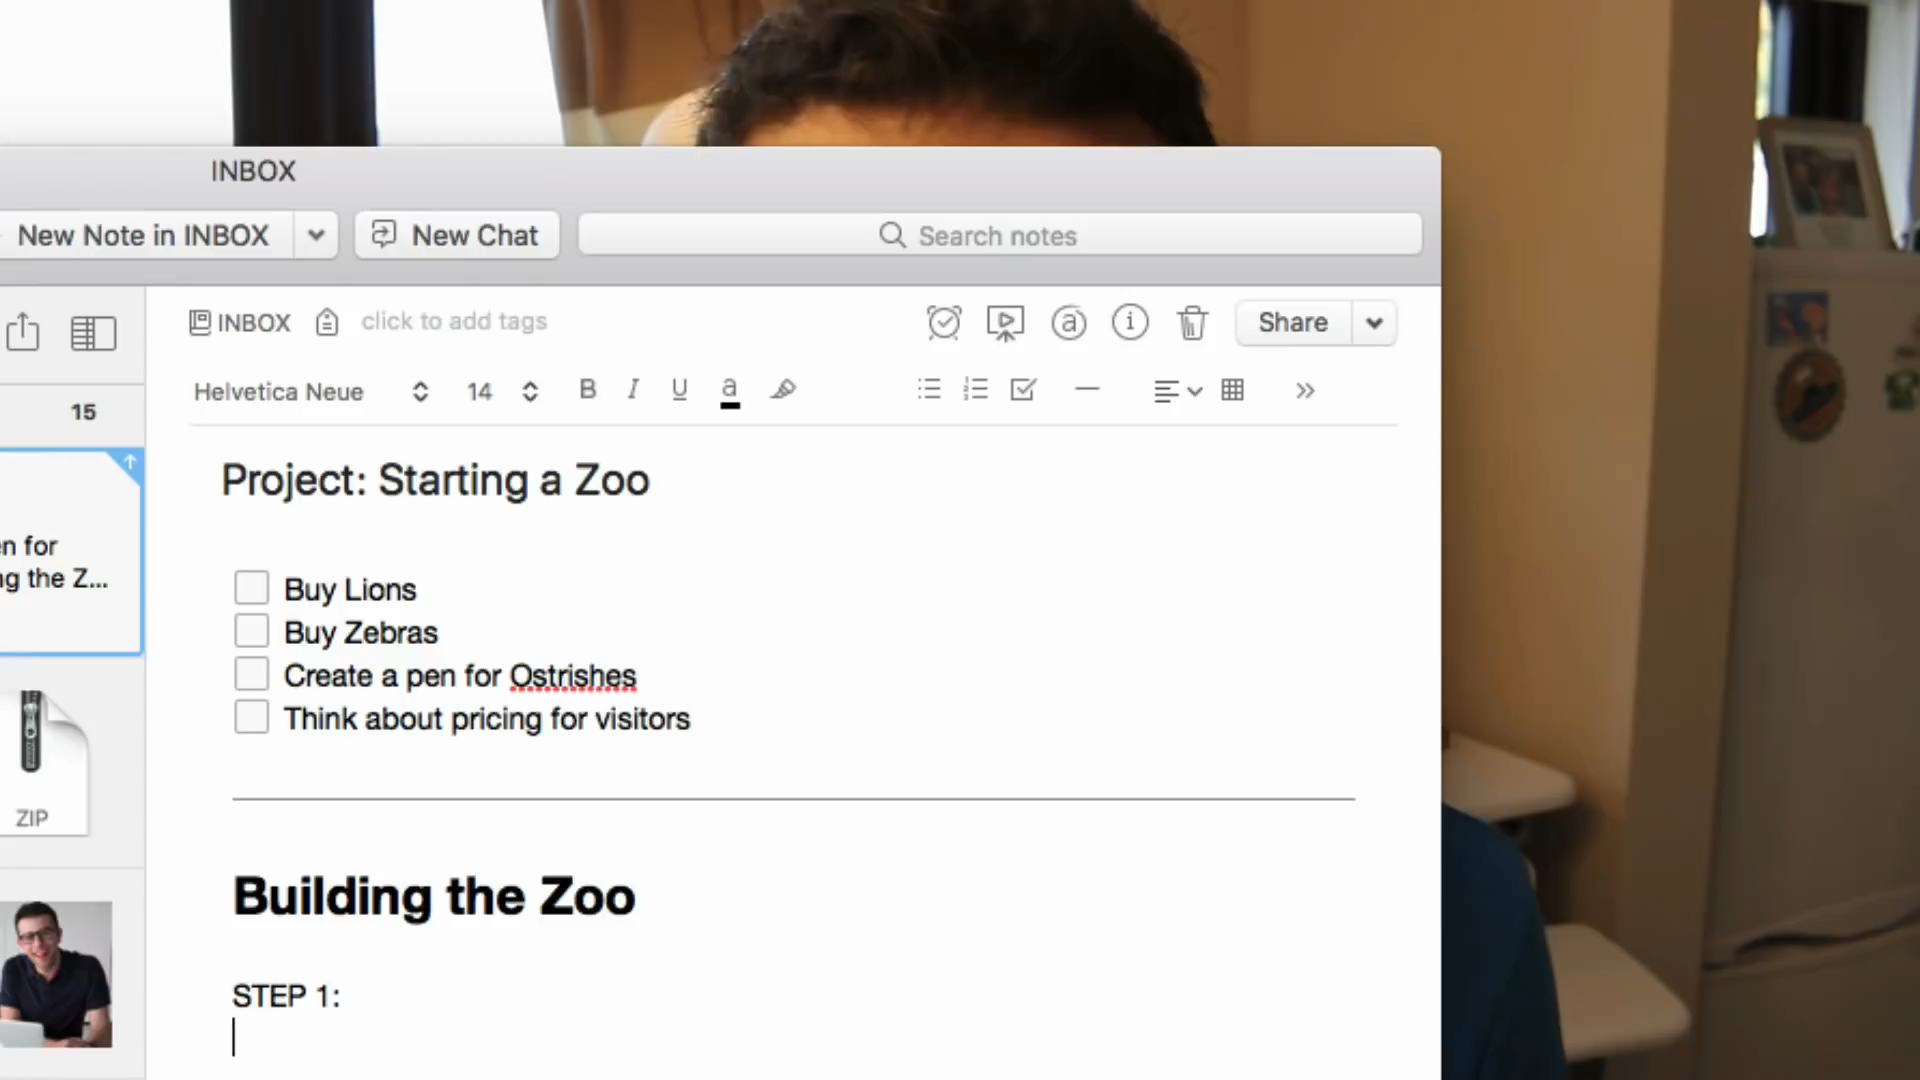 INBOX
New Note in INBOX
New Chat
Search notes
INBOX
click to add tags
Share
Helvetica Neue
14
B I U a
15
Project: Starting a Zoo
en for
ng the Z...
Buy Lions
Buy Zebras
Create a pen for Ostrishes
Think about pricing for visitors
ZIP
Building the Zoo
STEP 1: